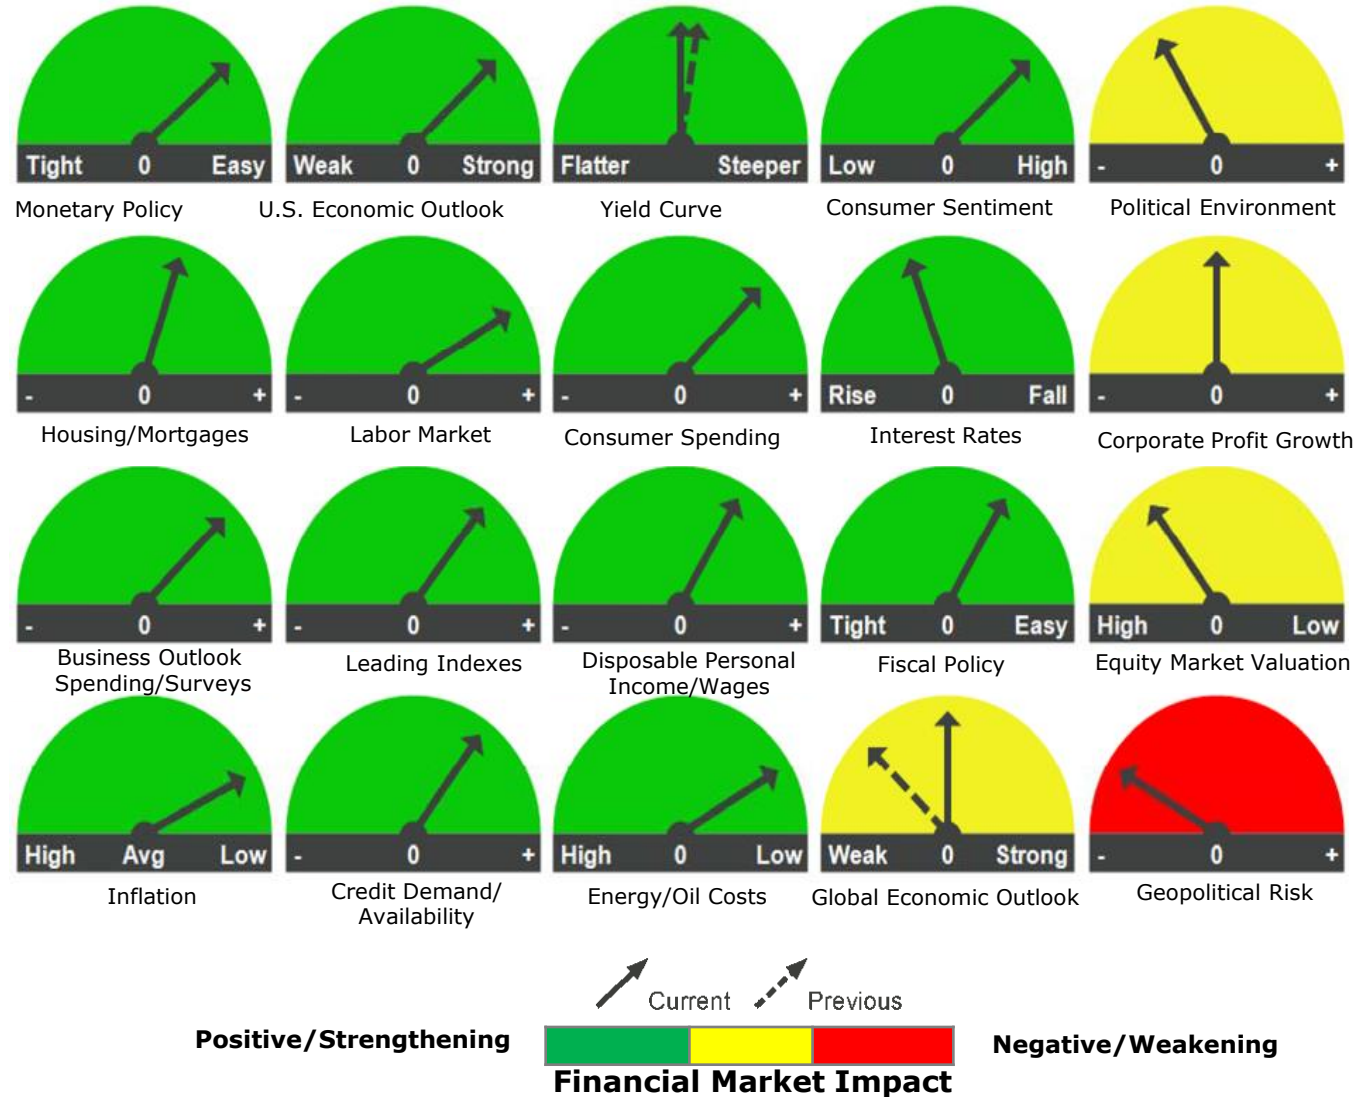 Tight 0 Easy
Weak 0 Strong
Flatter Steeper
Low 0 High
- 0 +
Monetary Policy
U.S. Economic Outlook
Yield Curve
Consumer Sentiment
Political Environment
- 0 +
- 0 +
- 0 +
Rise 0 Fall
- 0 +
Housing/Mortgages
Labor Market
Consumer Spending
Interest Rates
Corporate Profit Growth
- 0 +
- 0 +
- 0 +
Tight 0 Easy
High 0 Low
Business Outlook
Spending/Surveys
Leading Indexes
Disposable Personal
Income/Wages
Fiscal Policy
Equity Market Valuation
High Avg Low
- 0 +
High 0 Low
Weak 0 Strong
- 0 +
Inflation
Credit Demand/
Availability
Energy/Oil Costs
Global Economic Outlook
Geopolitical Risk
Current
Previous
Positive/Strengthening
Negative/Weakening
Financial Market Impact